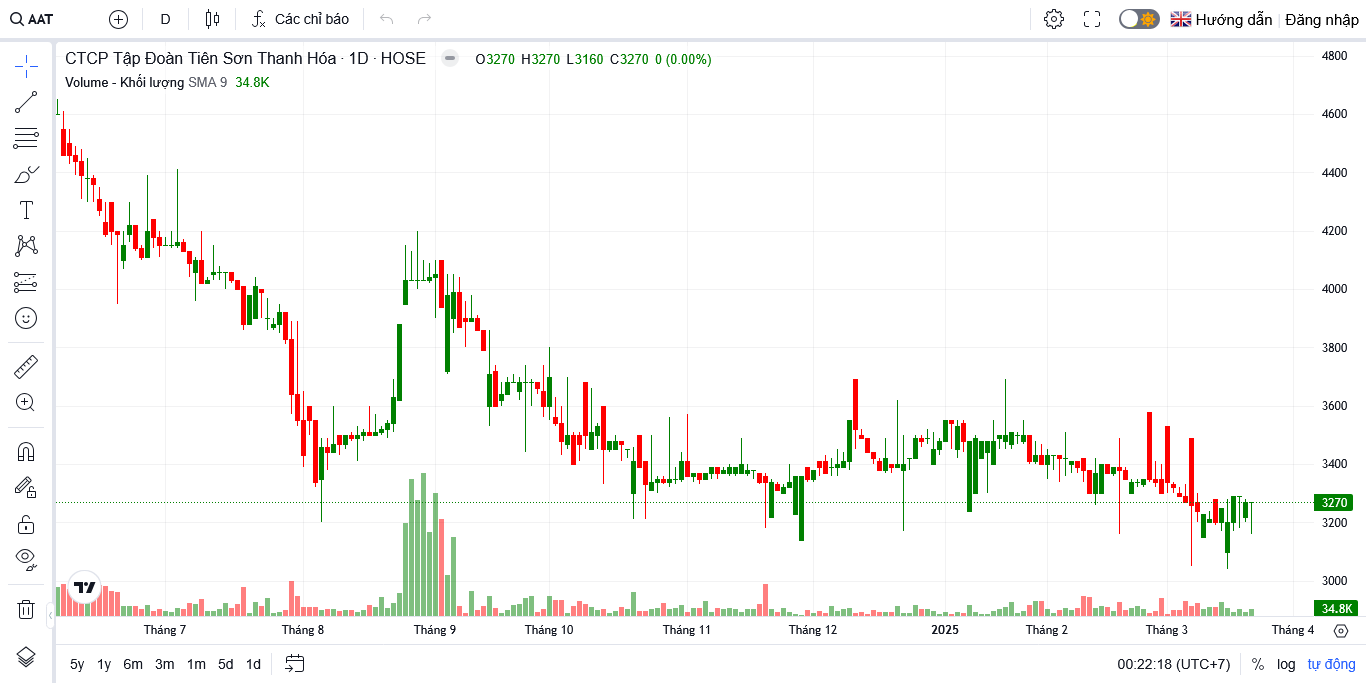 AAT D Các chỉ báo Hướng dẫn Đăng nhập
CTCP Tập Đoàn Tiên Sơn Thanh Hóa · 1D · HOSE O3270 H3270 L3160 C3270 0 (0.00%)
Volume - Khối lượng SMA 9 34.8K
4800
4600
4400
4200
4000
3800
3600
3400
3270
3200
3000
34.8K
Tháng 7 Tháng 8 Tháng 9 Tháng 10 Tháng 11 Tháng 12 2025 Tháng 2 Tháng 3 Tháng 4
5y 1y 6m 3m 1m 5d 1d 00:22:18 (UTC+7) % log tự động